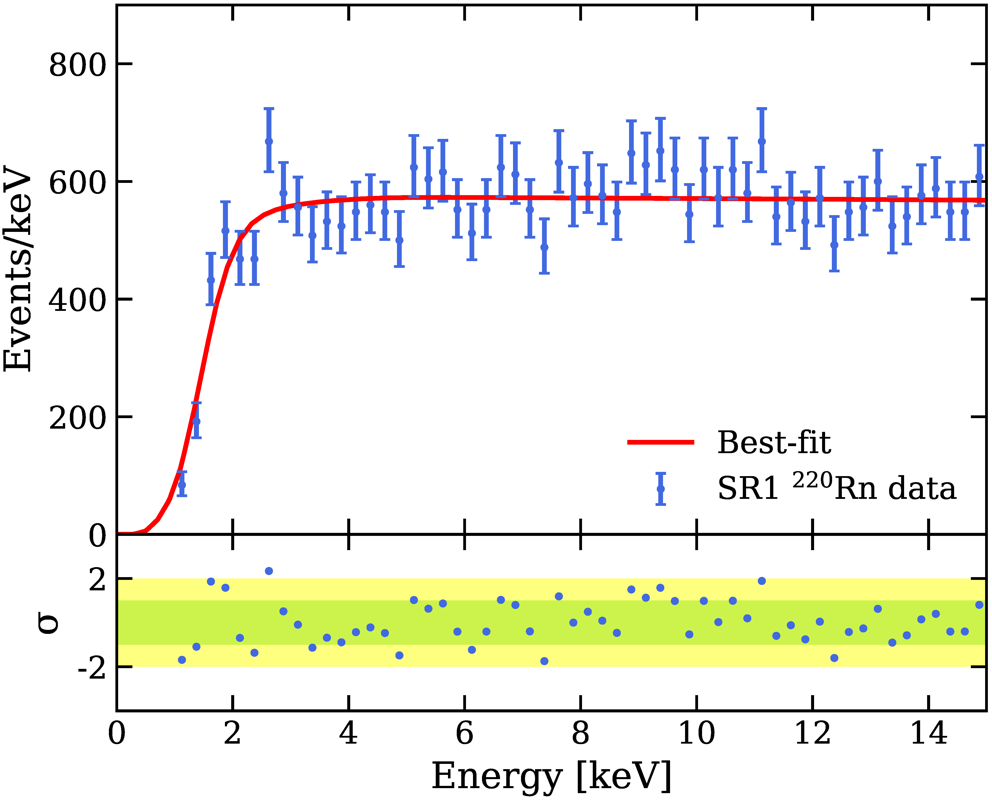 800
600
400
200
0
Events/keV
Best-fit
SR1 ²²⁰Rn data
2
-2
σ
0 2 4 6 8 10 12 14
Energy [keV]